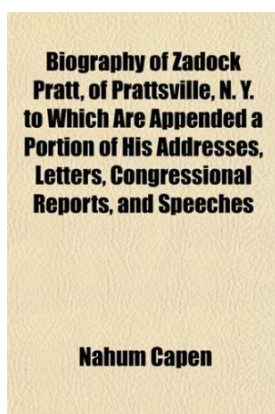 Biography of Zadock
Pratt, of Prattsville, N. Y.
to Which Are Appended a
Portion of His Addresses,
Letters, Congressional
Reports, and Speeches
Nahum Capen